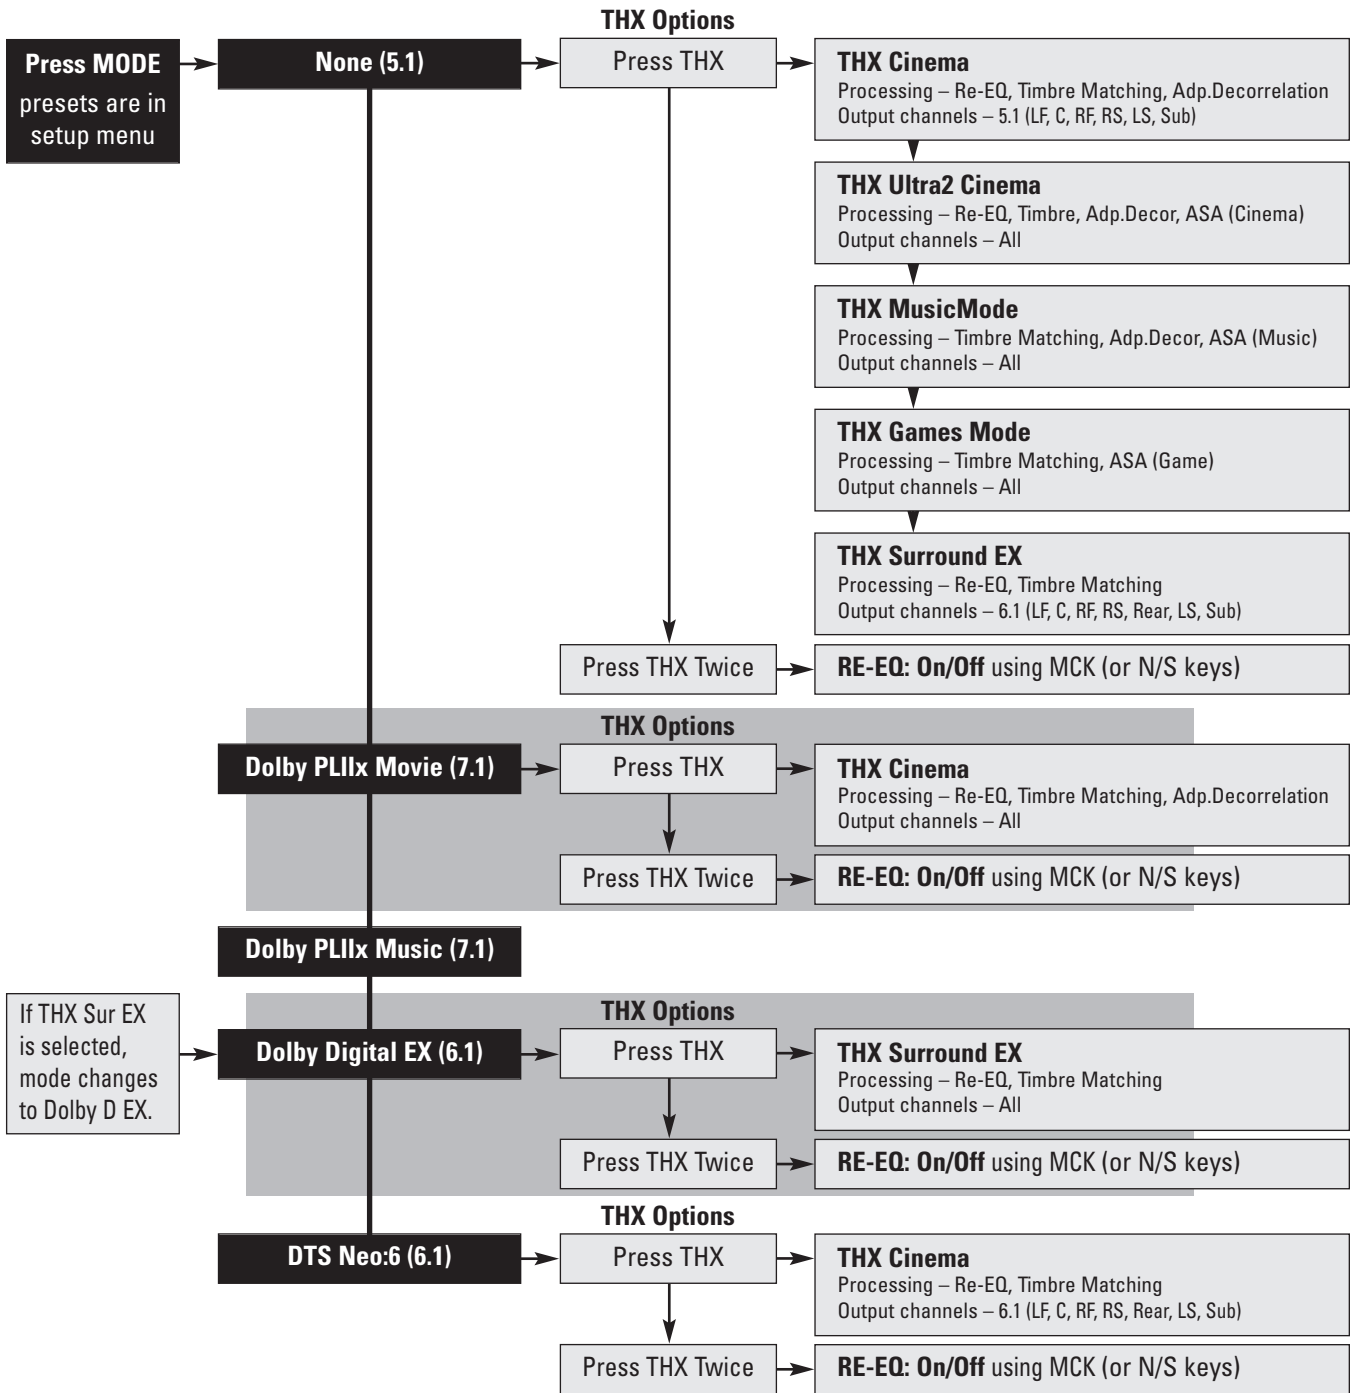 THX Options
Press MODE
presets are in
setup menu
None (5.1)
Press THX
THX Cinema
Processing – Re-EQ, Timbre Matching, Adp.Decorrelation
Output channels – 5.1 (LF, C, RF, RS, LS, Sub)
THX Ultra2 Cinema
Processing – Re-EQ, Timbre, Adp.Decor, ASA (Cinema)
Output channels – All
THX MusicMode
Processing – Timbre Matching, Adp.Decor, ASA (Music)
Output channels – All
THX Games Mode
Processing – Timbre Matching, ASA (Game)
Output channels – All
THX Surround EX
Processing – Re-EQ, Timbre Matching
Output channels – 6.1 (LF, C, RF, RS, Rear, LS, Sub)
Press THX Twice
RE-EQ: On/Off using MCK (or N/S keys)
THX Options
Dolby PLIIx Movie (7.1)
Press THX
THX Cinema
Processing – Re-EQ, Timbre Matching, Adp.Decorrelation
Output channels – All
Press THX Twice
RE-EQ: On/Off using MCK (or N/S keys)
Dolby PLIIx Music (7.1)
If THX Sur EX
is selected,
mode changes
to Dolby D EX.
THX Options
Dolby Digital EX (6.1)
Press THX
THX Surround EX
Processing – Re-EQ, Timbre Matching
Output channels – All
Press THX Twice
RE-EQ: On/Off using MCK (or N/S keys)
THX Options
DTS Neo:6 (6.1)
Press THX
THX Cinema
Processing – Re-EQ, Timbre Matching
Output channels – 6.1 (LF, C, RF, RS, Rear, LS, Sub)
Press THX Twice
RE-EQ: On/Off using MCK (or N/S keys)